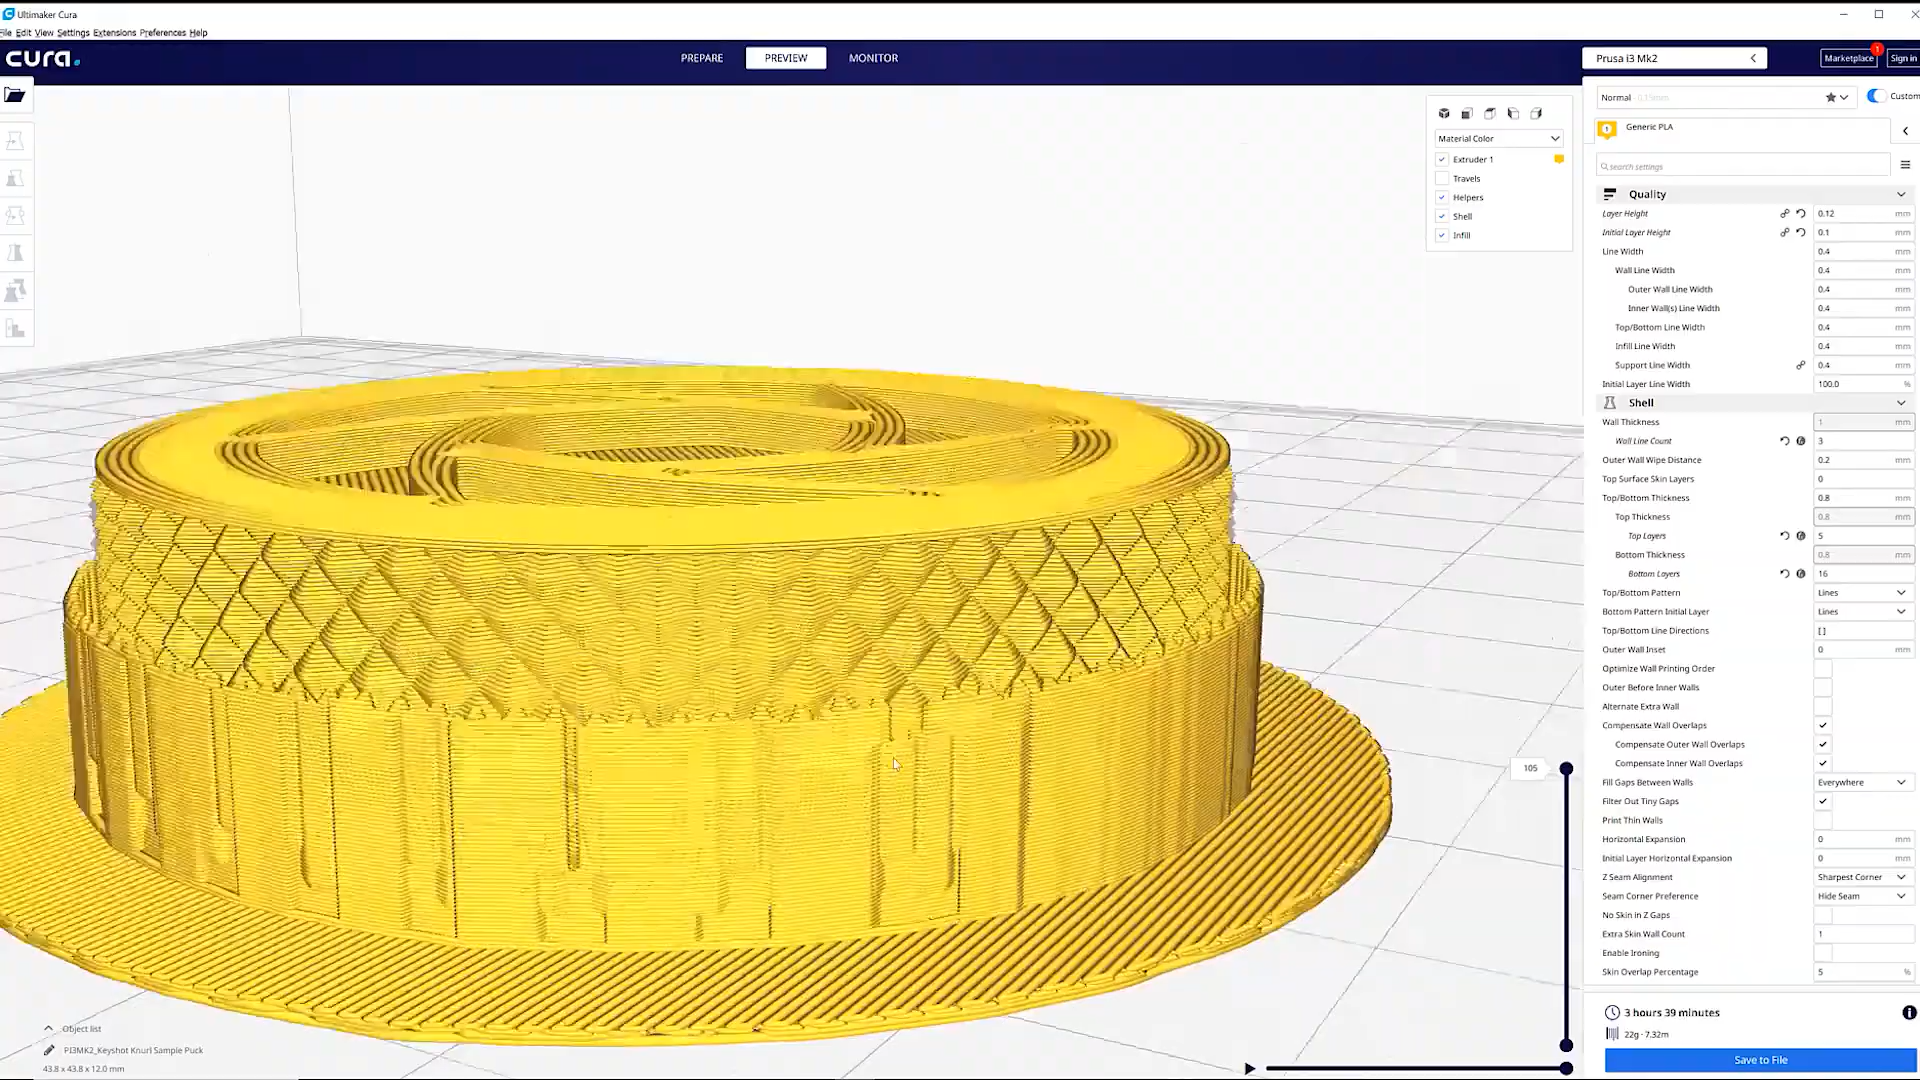 Ultimaker Cura
File Edit View Settings Extensions Preferences Help
cura.
PREPARE
PREVIEW
MONITOR
Prusa i3 Mk2
Marketplace
1
Sign in
Normal - 0.15mm
Custom
1
Generic PLA
search settings
Material Color
Extruder 1
Travels
Helpers
Shell
Infill
Quality
Layer Height 0.12 mm
Initial Layer Height 0.1 mm
Line Width 0.4 mm
Wall Line Width 0.4 mm
Outer Wall Line Width 0.4 mm
Inner Wall(s) Line Width 0.4 mm
Top/Bottom Line Width 0.4 mm
Infill Line Width 0.4 mm
Support Line Width 0.4 mm
Initial Layer Line Width 100.0 %
Shell
Wall Thickness 1 mm
Wall Line Count 3
Outer Wall Wipe Distance 0.2 mm
Top Surface Skin Layers 0
Top/Bottom Thickness 0.8 mm
Top Thickness 0.8 mm
Top Layers 5
Bottom Thickness 0.8 mm
Bottom Layers 16
Top/Bottom Pattern Lines
Bottom Pattern Initial Layer Lines
Top/Bottom Line Directions [ ]
Outer Wall Inset 0 mm
Optimize Wall Printing Order
Outer Before Inner Walls
Alternate Extra Wall
Compensate Wall Overlaps
Compensate Outer Wall Overlaps
Compensate Inner Wall Overlaps
Fill Gaps Between Walls Everywhere
Filter Out Tiny Gaps
Print Thin Walls
Horizontal Expansion 0 mm
Initial Layer Horizontal Expansion 0 mm
Z Seam Alignment Sharpest Corner
Seam Corner Preference Hide Seam
No Skin in Z Gaps
Extra Skin Wall Count 1
Enable Ironing
Skin Overlap Percentage 5 %
105
3 hours 39 minutes
22g · 7.32m
Save to File
Object list
PI3MK2_Keyshot Knurl Sample Puck
43.8 x 43.8 x 12.0 mm